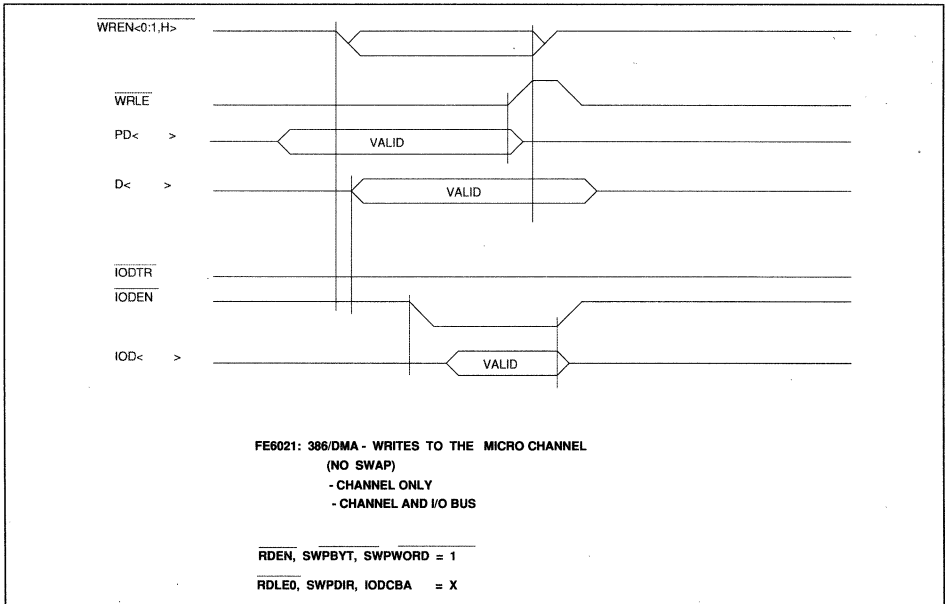 WREN<0:1,H>
WRLE
PD< >
VALID
D< >
VALID
IODTR
IODEN
IOD< >
VALID
FE6021: 386/DMA - WRITES TO THE MICRO CHANNEL
(NO SWAP)
- CHANNEL ONLY
- CHANNEL AND I/O BUS
RDEN, SWPBYT, SWPWORD = 1
RDLE0, SWPDIR, IODCBA = X